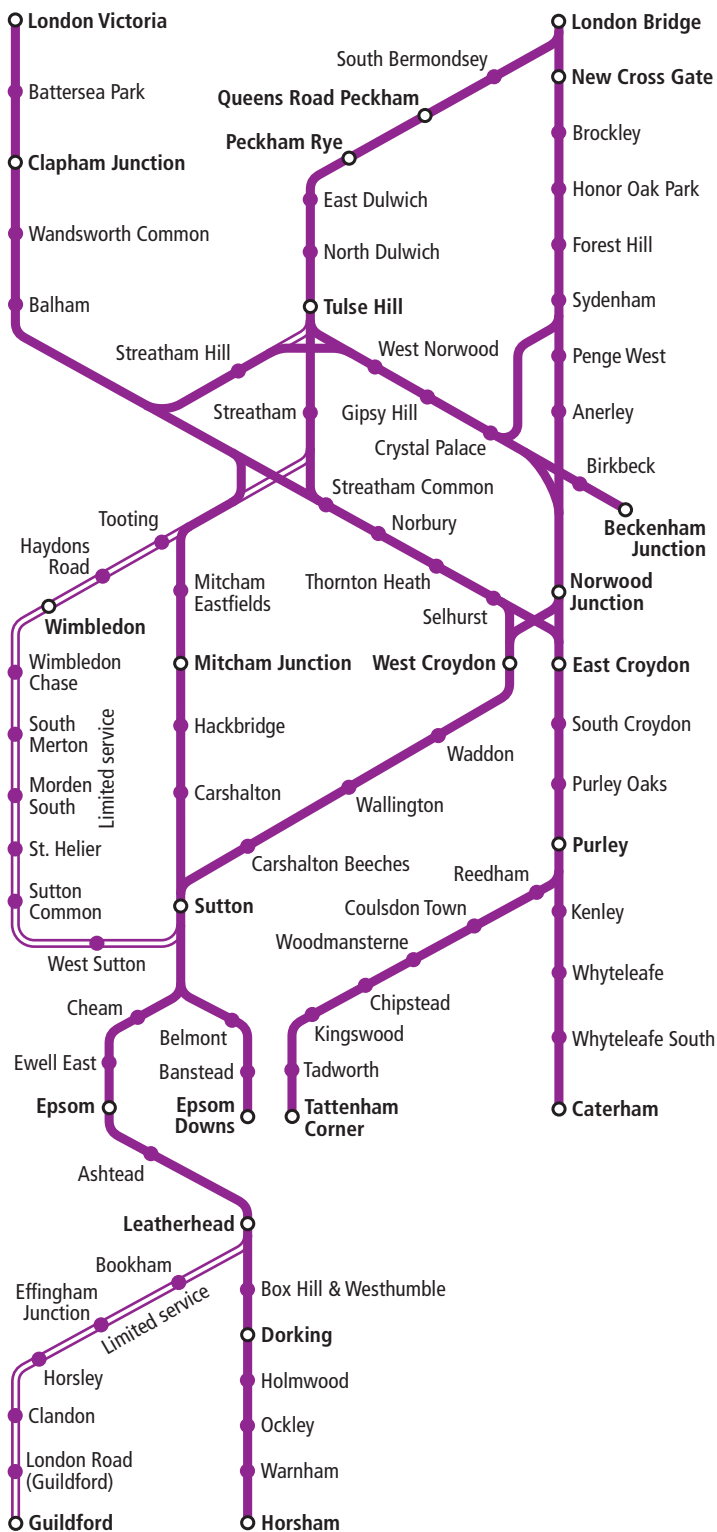 London Victoria
London Bridge
South Bermondsey
New Cross Gate
Battersea Park
Queens Road Peckham
Brockley
Peckham Rye
Clapham Junction
Honor Oak Park
East Dulwich
Wandsworth Common
North Dulwich
Forest Hill
Balham
Tulse Hill
Sydenham
Streatham Hill
West Norwood
Penge West
Streatham
Gipsy Hill
Anerley
Crystal Palace
Birkbeck
Streatham Common
Beckenham
Junction
Tooting
Norbury
Haydons
Road
Thornton Heath
Mitcham
Eastfields
Norwood
Junction
Selhurst
Wimbledon
Wimbledon
Chase
Mitcham Junction
West Croydon
East Croydon
South
Merton
Limited service
Hackbridge
South Croydon
Waddon
Morden
South
Carshalton
Wallington
Purley Oaks
St. Helier
Carshalton Beeches
Purley
Sutton
Common
Sutton
Reedham
Coulsdon Town
Kenley
West Sutton
Woodmansterne
Whyteleafe
Cheam
Chipstead
Belmont
Kingswood
Whyteleafe South
Ewell East
Banstead
Tadworth
Epsom
Epsom
Downs
Tattenham
Corner
Caterham
Ashtead
Leatherhead
Bookham
Effingham
Junction
Limited service
Box Hill & Westhumble
Dorking
Horsley
Holmwood
Clandon
Ockley
London Road
(Guildford)
Warnham
Guildford
Horsham